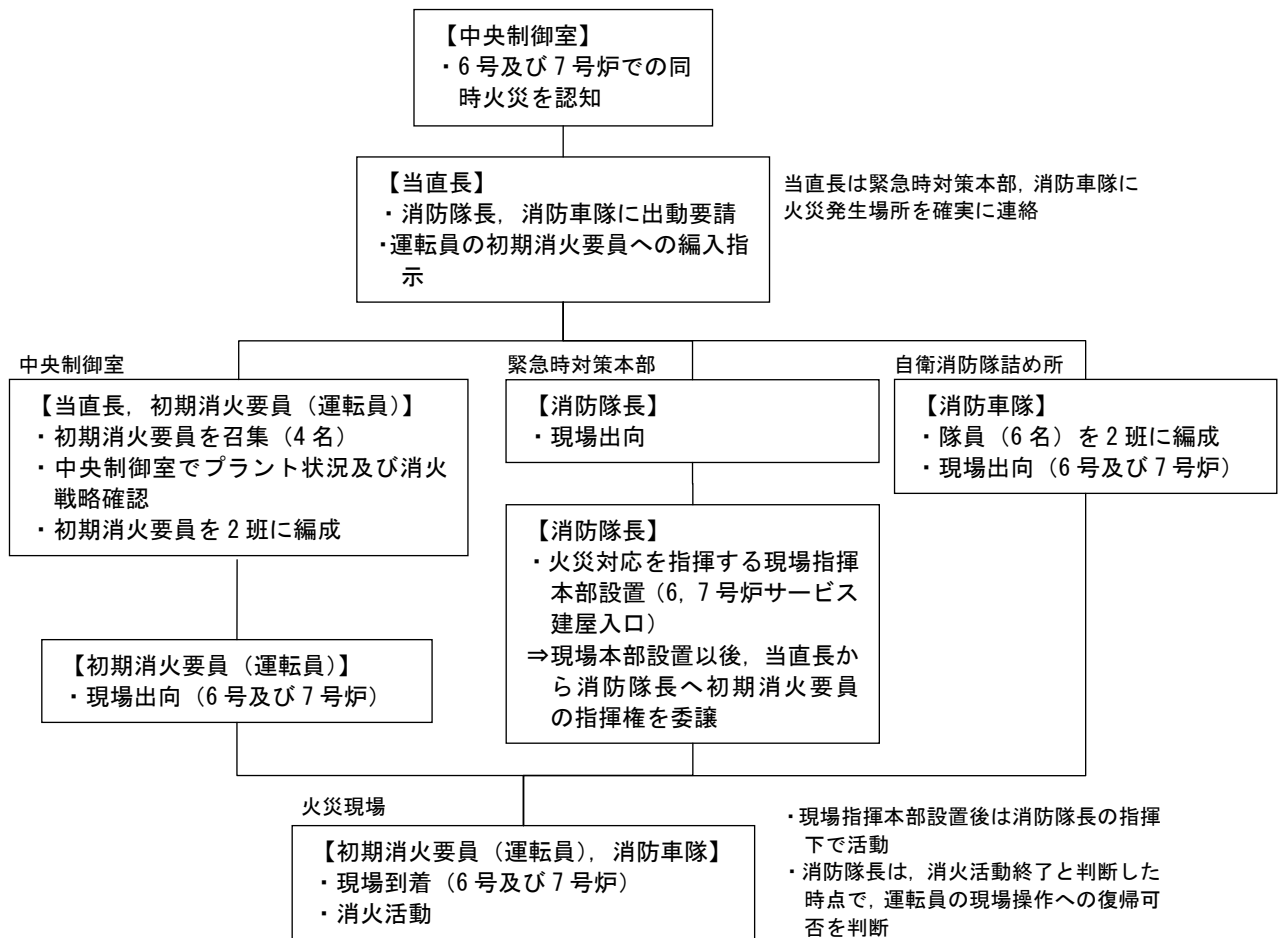 【中央制御室】
・6号及び7号炉での同
時火災を認知
【当直長】
・消防隊長，消防車隊に出動要請
・運転員の初期消火要員への編入指
示
当直長は緊急時対策本部，消防車隊に
火災発生場所を確実に連絡
中央制御室
【当直長，初期消火要員（運転員）】
・初期消火要員を召集（4名）
・中央制御室でプラント状況及び消火
戦略確認
・初期消火要員を2班に編成
緊急時対策本部
【消防隊長】
・現場出向
自衛消防隊詰め所
【消防車隊】
・隊員（6名）を2班に編成
・現場出向（6号及び7号炉）
【初期消火要員（運転員）】
・現場出向（6号及び7号炉）
【消防隊長】
・火災対応を指揮する現場指揮
本部設置（6，7号炉サービス
建屋入口）
⇒現場本部設置以後，当直長か
ら消防隊長へ初期消火要員
の指揮権を委譲
火災現場
【初期消火要員（運転員），消防車隊】
・現場到着（6号及び7号炉）
・消火活動
・現場指揮本部設置後は消防隊長の指揮
下で活動
・消防隊長は，消火活動終了と判断した
時点で，運転員の現場操作への復帰可
否を判断